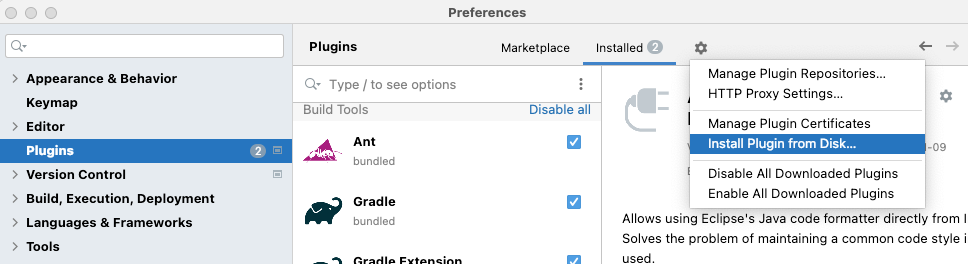 Preferences
Plugins
Marketplace
Installed 2
Type / to see options
Appearance & Behavior
Keymap
Editor
Plugins 2
Version Control
Build, Execution, Deployment
Languages & Frameworks
Tools
Build Tools Disable all
Ant
bundled
Gradle
bundled
Gradle Extension
Manage Plugin Repositories...
HTTP Proxy Settings...
Manage Plugin Certificates
Install Plugin from Disk...
Disable All Downloaded Plugins
Enable All Downloaded Plugins
-09
Allows using Eclipse's Java code formatter directly from I
Solves the problem of maintaining a common code style i
used.